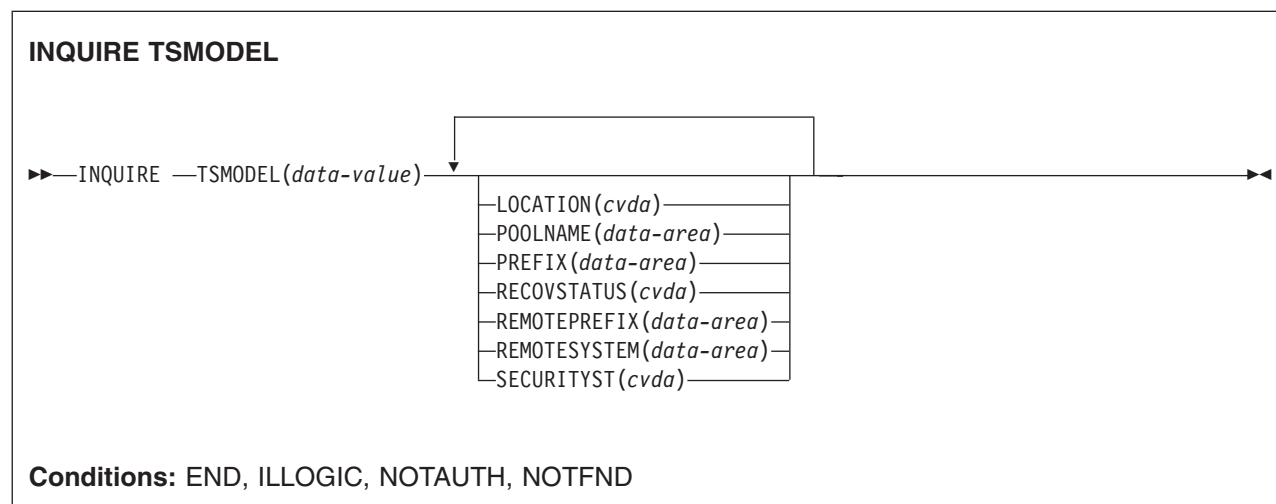 INQUIRE TSMODEL
INQUIRE TSMODEL(data-value)
LOCATION(cvda)
POOLNAME(data-area)
PREFIX(data-area)
RECOVSTATUS(cvda)
REMOTEPREFIX(data-area)
REMOTESYSTEM(data-area)
SECURITYST(cvda)
Conditions: END, ILLOGIC, NOTAUTH, NOTFND